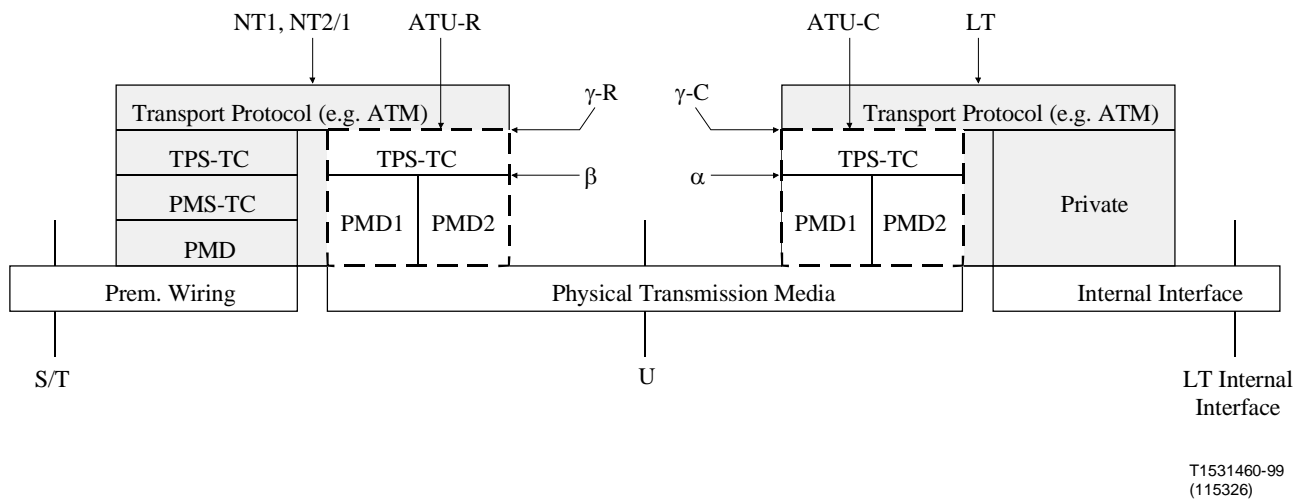 NT1, NT2/1 ATU-R ATU-C LT
Transport Protocol (e.g. ATM) γ-R γ-C Transport Protocol (e.g. ATM)
TPS-TC TPS-TC β α TPS-TC
PMS-TC PMD1 PMD2 PMD1 PMD2 Private
PMD
Prem. Wiring Physical Transmission Media Internal Interface
S/T U LT Internal
Interface
T1531460-99
(115326)